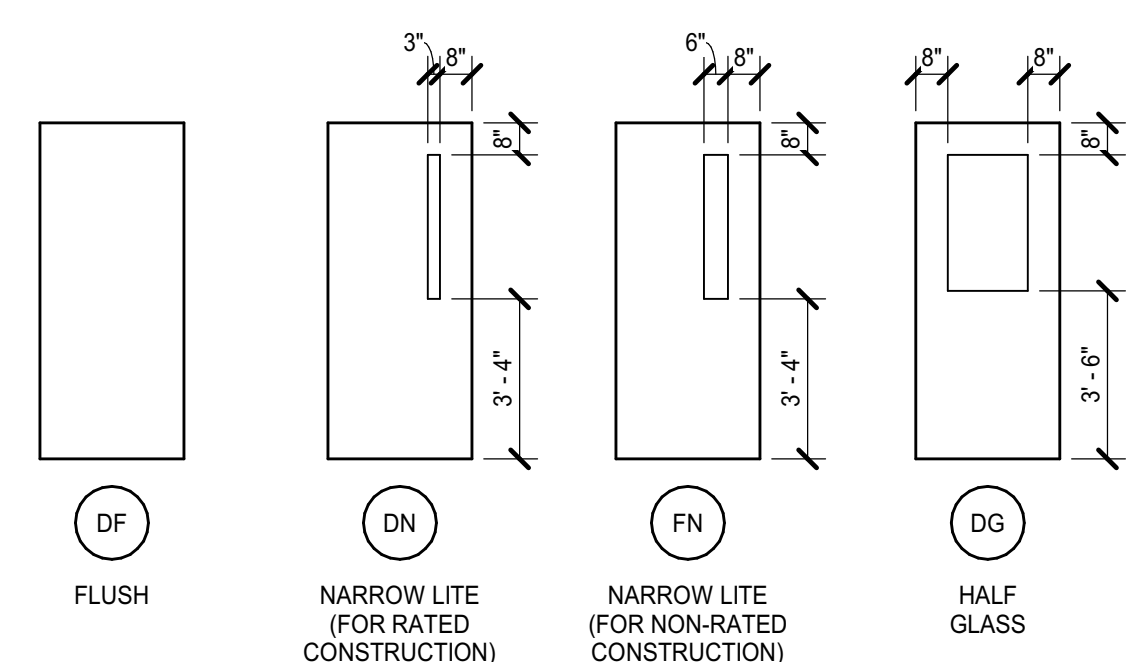 3"
8"
6"
8"
8"
8"
8"
8"
8"
3' - 4"
3' - 4"
3' - 6"
DF
DN
FN
DG
FLUSH
NARROW LITE
(FOR RATED
CONSTRUCTION)
NARROW LITE
(FOR NON-RATED
CONSTRUCTION)
HALF
GLASS